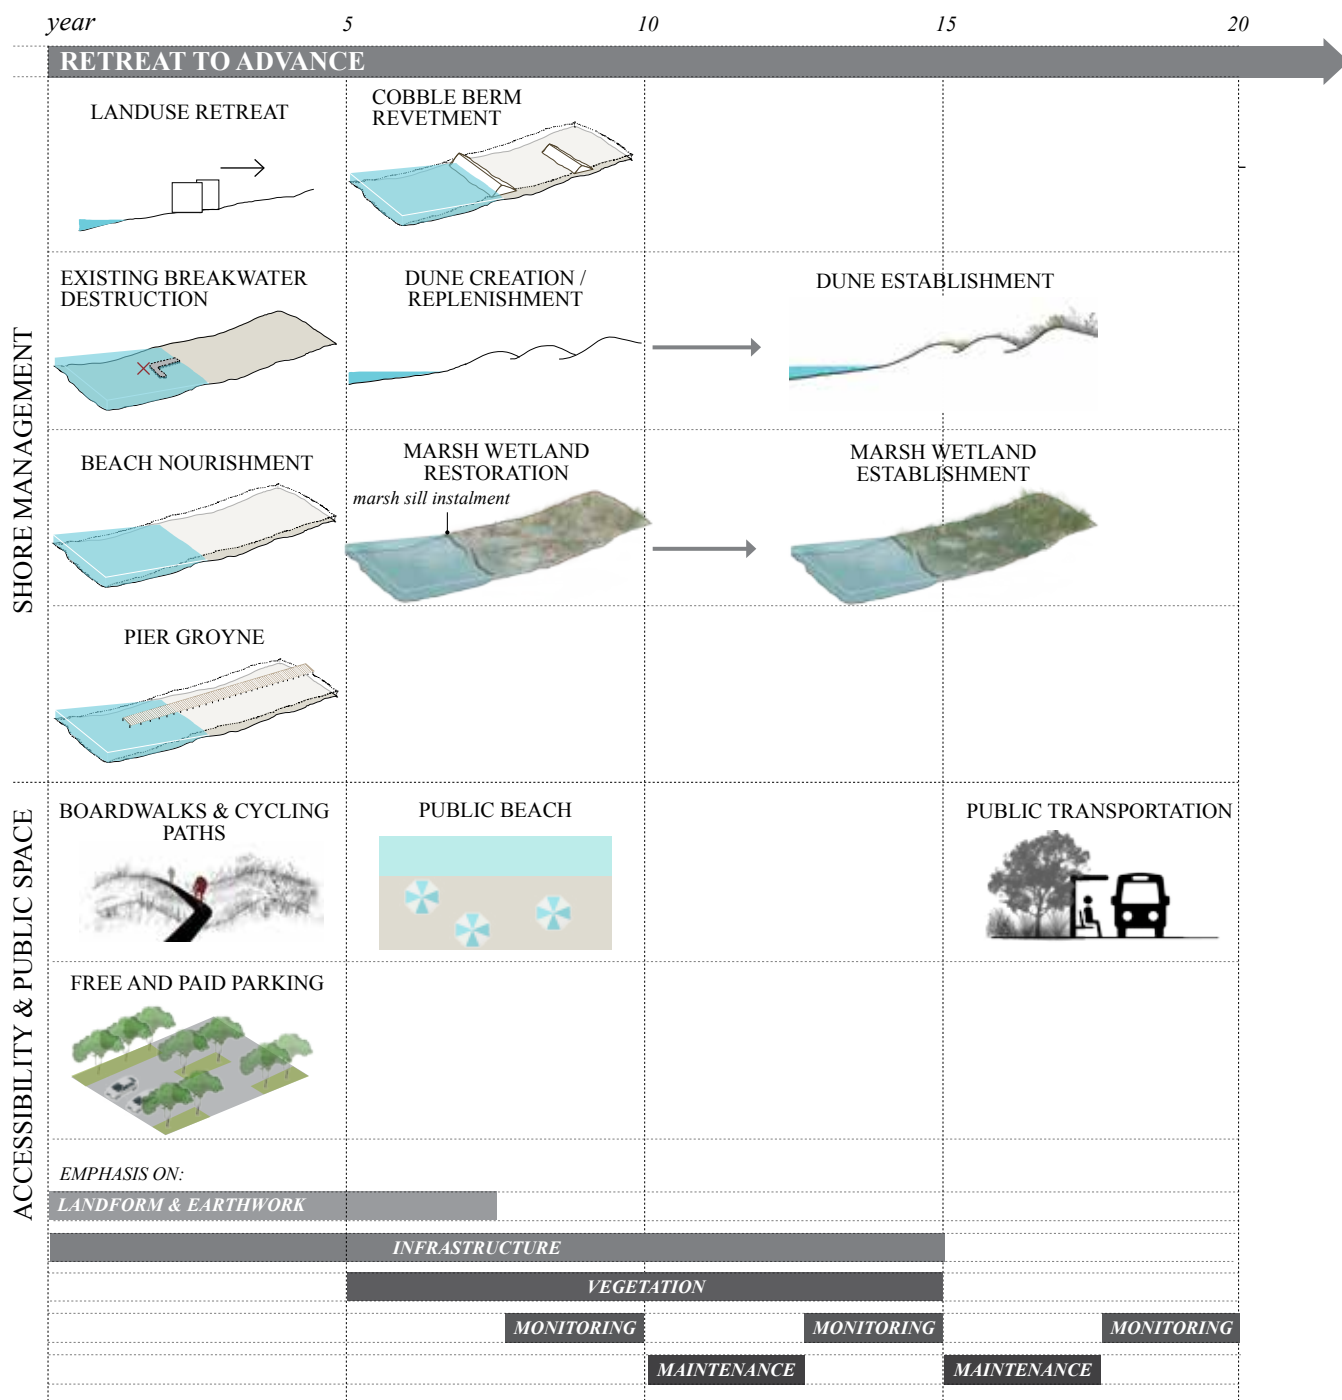 year 5 10 15 20
RETREAT TO ADVANCE
SHORE MANAGEMENT
LANDUSE RETREAT
COBBLE BERM
REVETMENT
EXISTING BREAKWATER
DESTRUCTION
DUNE CREATION /
REPLENISHMENT
DUNE ESTABLISHMENT
BEACH NOURISHMENT
MARSH WETLAND
RESTORATION
marsh sill instalment
MARSH WETLAND
ESTABLISHMENT
PIER GROYNE
ACCESSIBILITY & PUBLIC SPACE
BOARDWALKS & CYCLING
PATHS
PUBLIC BEACH
PUBLIC TRANSPORTATION
FREE AND PAID PARKING
EMPHASIS ON:
LANDFORM & EARTHWORK
INFRASTRUCTURE
VEGETATION
MONITORING MONITORING MONITORING
MAINTENANCE MAINTENANCE